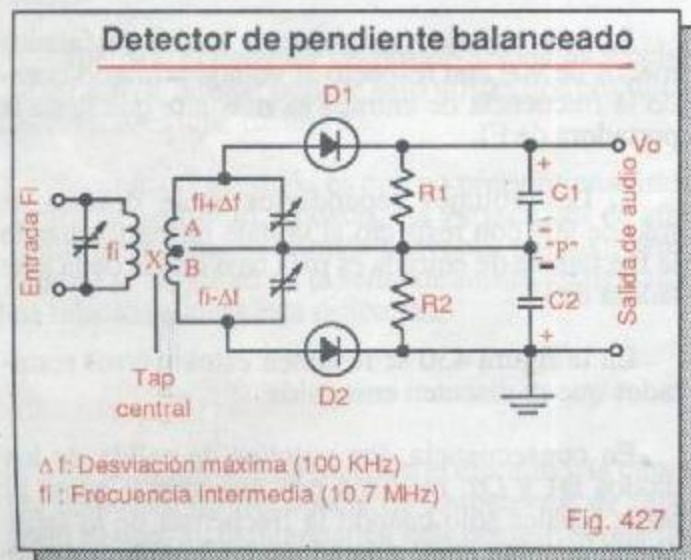 Detector de pendiente balanceado
D1
Vo
fi+Δf
R1
+
C1
Entrada Fi
fi
X
A
B
"P"
Salida de audio
fi-Δf
R2
C2
+
Tap
central
D2
Δf: Desviación máxima (100 KHz)
fi : Frecuencia intermedia (10.7 MHz)
Fig. 427